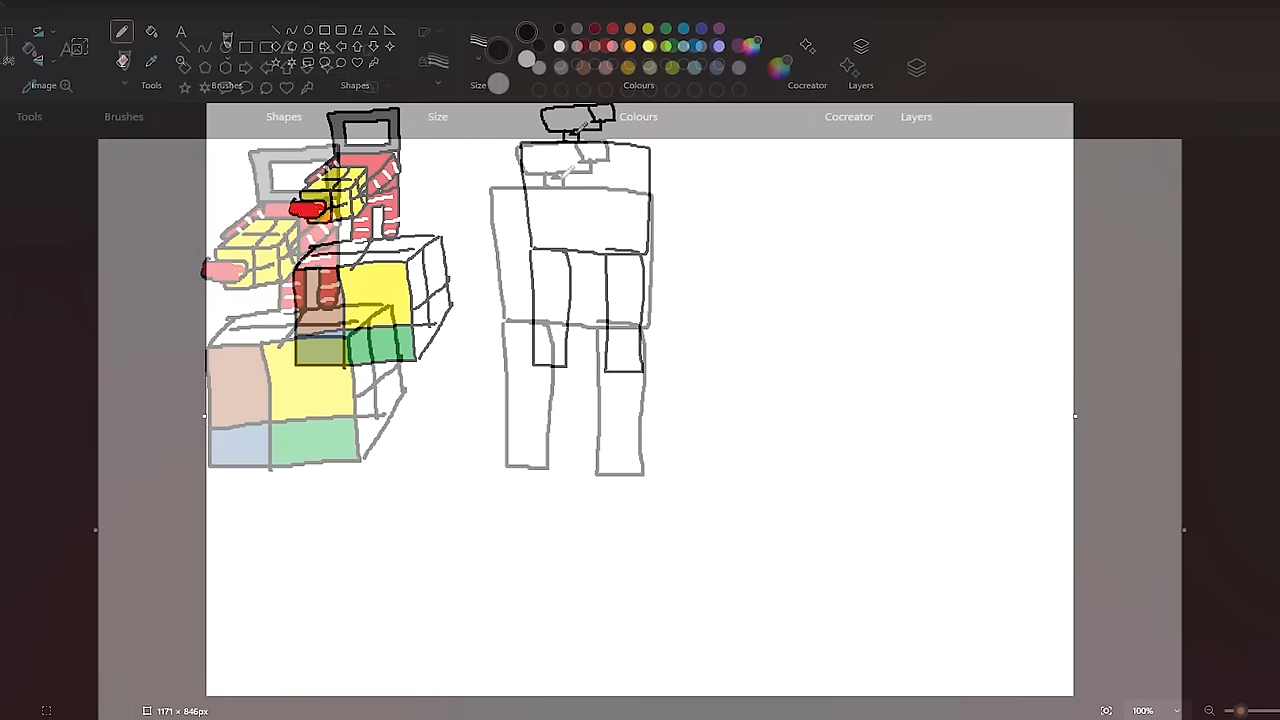 Image Tools Brushes Shapes Size Colours Cocreator Layers
Tools Brushes Shapes Size Colours Cocreator Layers
1171 × 846px 100%